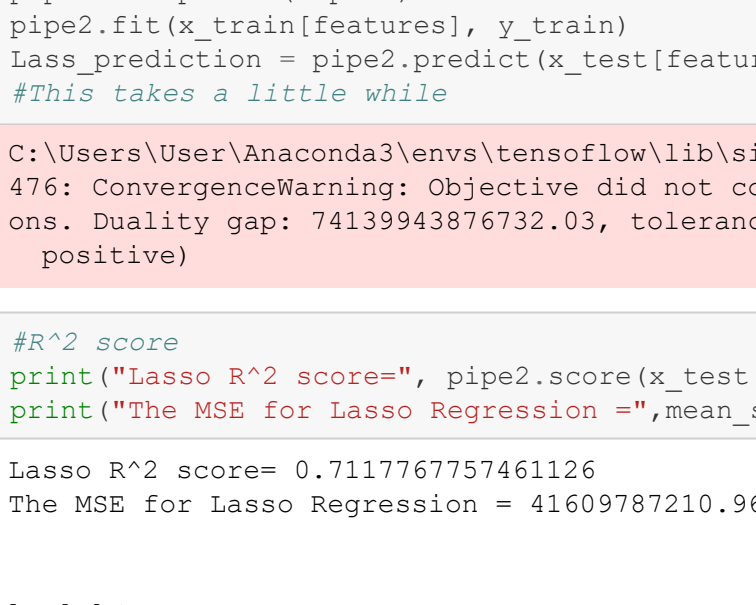 pipe2.fit(x_train[features], y_train)
Lass_prediction = pipe2.predict(x_test[featu
#This takes a little while
C:\Users\User\Anaconda3\envs\tensoflow\lib\si
476: ConvergenceWarning: Objective did not co
ons. Duality gap: 74139943876732.03, toleranc
positive)
#R^2 score
print("Lasso R^2 score=", pipe2.score(x_test
print("The MSE for Lasso Regression =",mean_s
Lasso R^2 score= 0.7117767757461126
The MSE for Lasso Regression = 41609787210.96